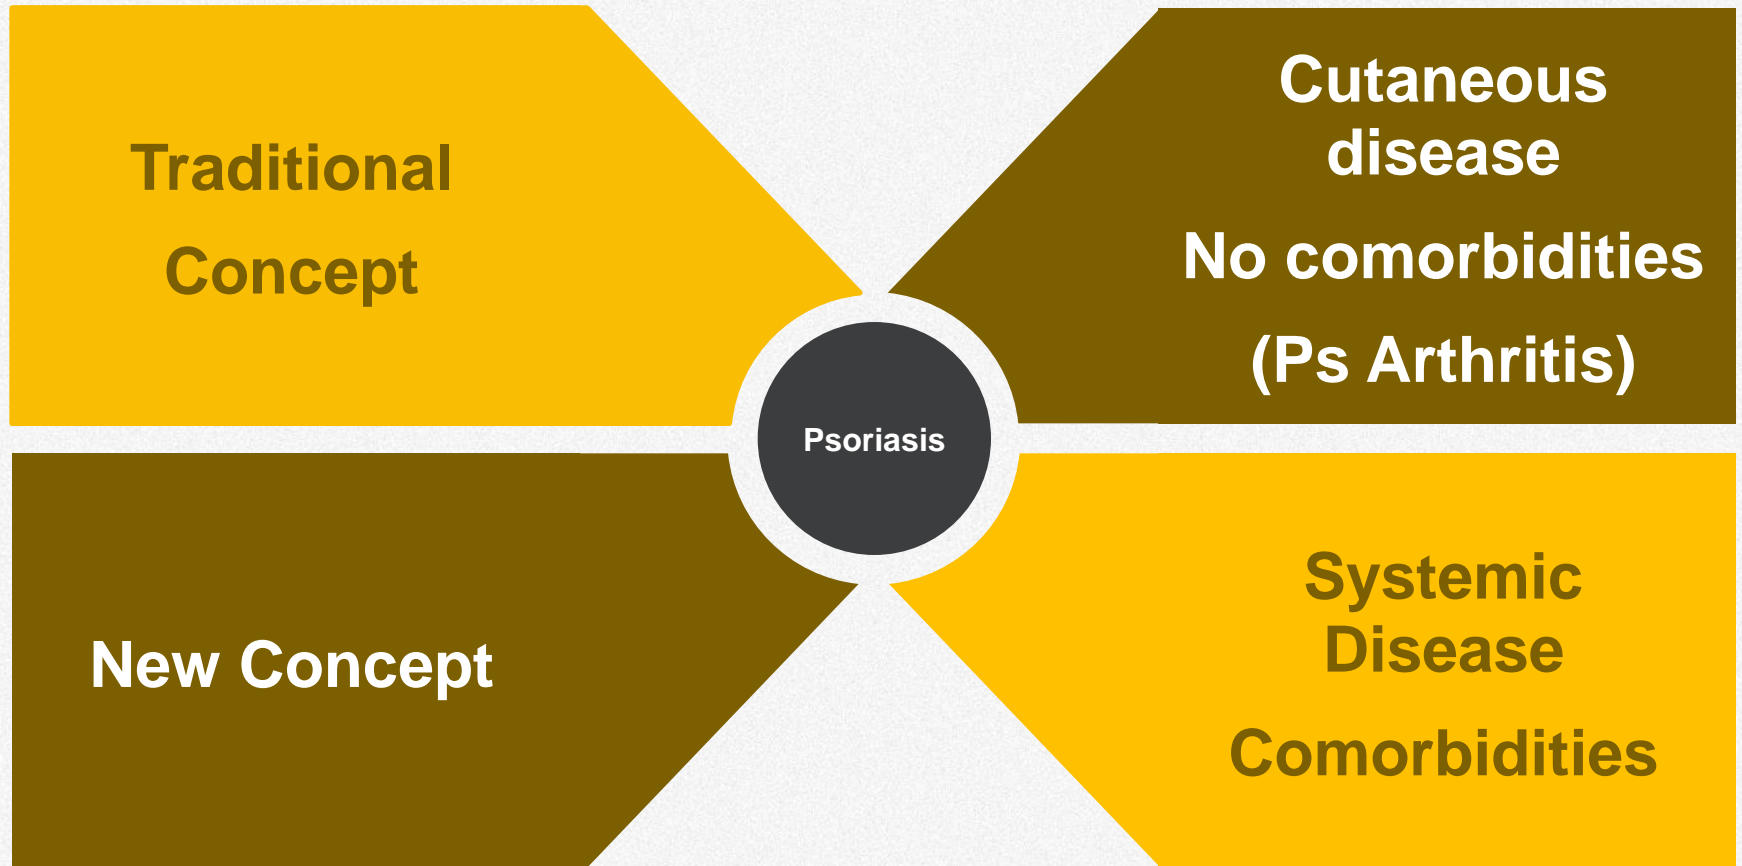 Traditional
Concept
Cutaneous
disease
No comorbidities
(Ps Arthritis)
Psoriasis
New Concept
Systemic
Disease
Comorbidities